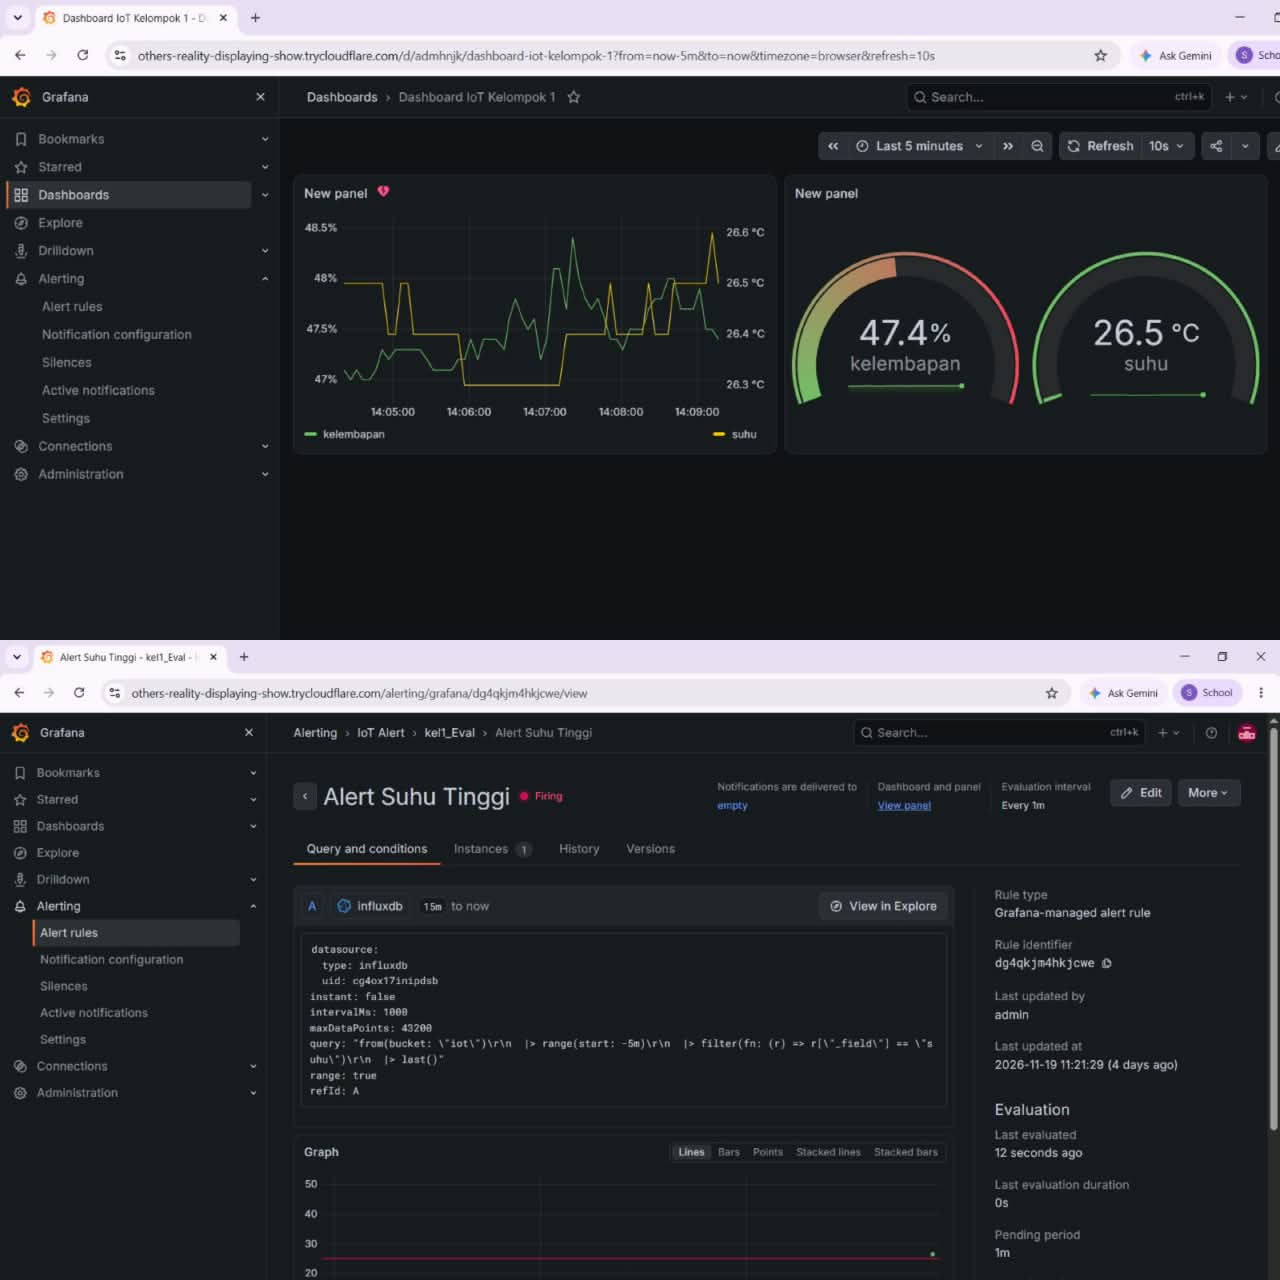 Dashboard IoT Kelompok 1 - D
others-reality-displaying-show.trycloudflare.com/d/admhnjk/dashboard-iot-kelompok-1?from=now-5m&to=now&timezone=browser&refresh=10s
Ask Gemini
S
Scho
Grafana
Dashboards › Dashboard IoT Kelompok 1
Search...
ctrl+k
Bookmarks
Starred
Dashboards
Explore
Drilldown
Alerting
Alert rules
Notification configuration
Silences
Active notifications
Settings
Connections
Administration
Last 5 minutes
Refresh
10s
New panel
48.5%
48%
47.5%
47%
26.6 °C
26.5 °C
26.4 °C
26.3 °C
14:05:00 14:06:00 14:07:00 14:08:00 14:09:00
kelembapan
suhu
New panel
47.4%
kelembapan
26.5 °C
suhu
Alert Suhu Tinggi - kel1_Eval -
others-reality-displaying-show.trycloudflare.com/alerting/grafana/dg4qkjm4hkjcwe/view
Ask Gemini
S
School
Grafana
Alerting › IoT Alert › kel1_Eval › Alert Suhu Tinggi
Search...
ctrl+k
Bookmarks
Starred
Dashboards
Explore
Drilldown
Alerting
Alert rules
Notification configuration
Silences
Active notifications
Settings
Connections
Administration
Alert Suhu Tinggi
Firing
Notifications are delivered to
empty
Dashboard and panel
View panel
Evaluation interval
Every 1m
Edit
More
Query and conditions
Instances 1
History
Versions
A
influxdb
15m to now
View in Explore
datasource:
type: influxdb
uid: cg4ox17inipdsb
instant: false
intervalMs: 1000
maxDataPoints: 43200
query: "from(bucket: \"iot\")\r\n |> range(start: -5m)\r\n |> filter(fn: (r) => r[\"_field\"] == \"s
uhu\")\r\n |> last()"
range: true
refId: A
Graph
Lines
Bars
Points
Stacked lines
Stacked bars
50
40
30
20
Rule type
Grafana-managed alert rule
Rule identifier
dg4qkjm4hkjcwe
Last updated by
admin
Last updated at
2026-11-19 11:21:29 (4 days ago)
Evaluation
Last evaluated
12 seconds ago
Last evaluation duration
0s
Pending period
1m